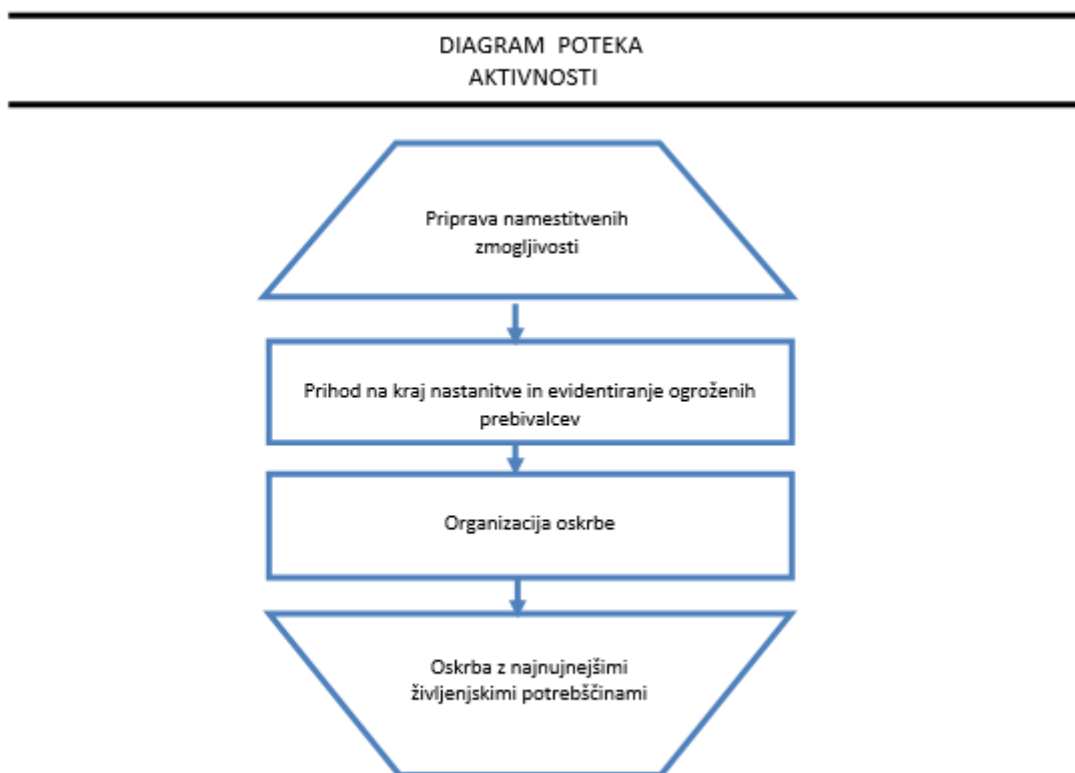 DIAGRAM POTEKA
AKTIVNOSTI
Priprava namestitvenih
zmogljivosti
Prihod na kraj nastanitve in evidentiranje ogroženih
prebivalcev
Organizacija oskrbe
Oskrba z najnujnejšimi
življenjskimi potrebščinami